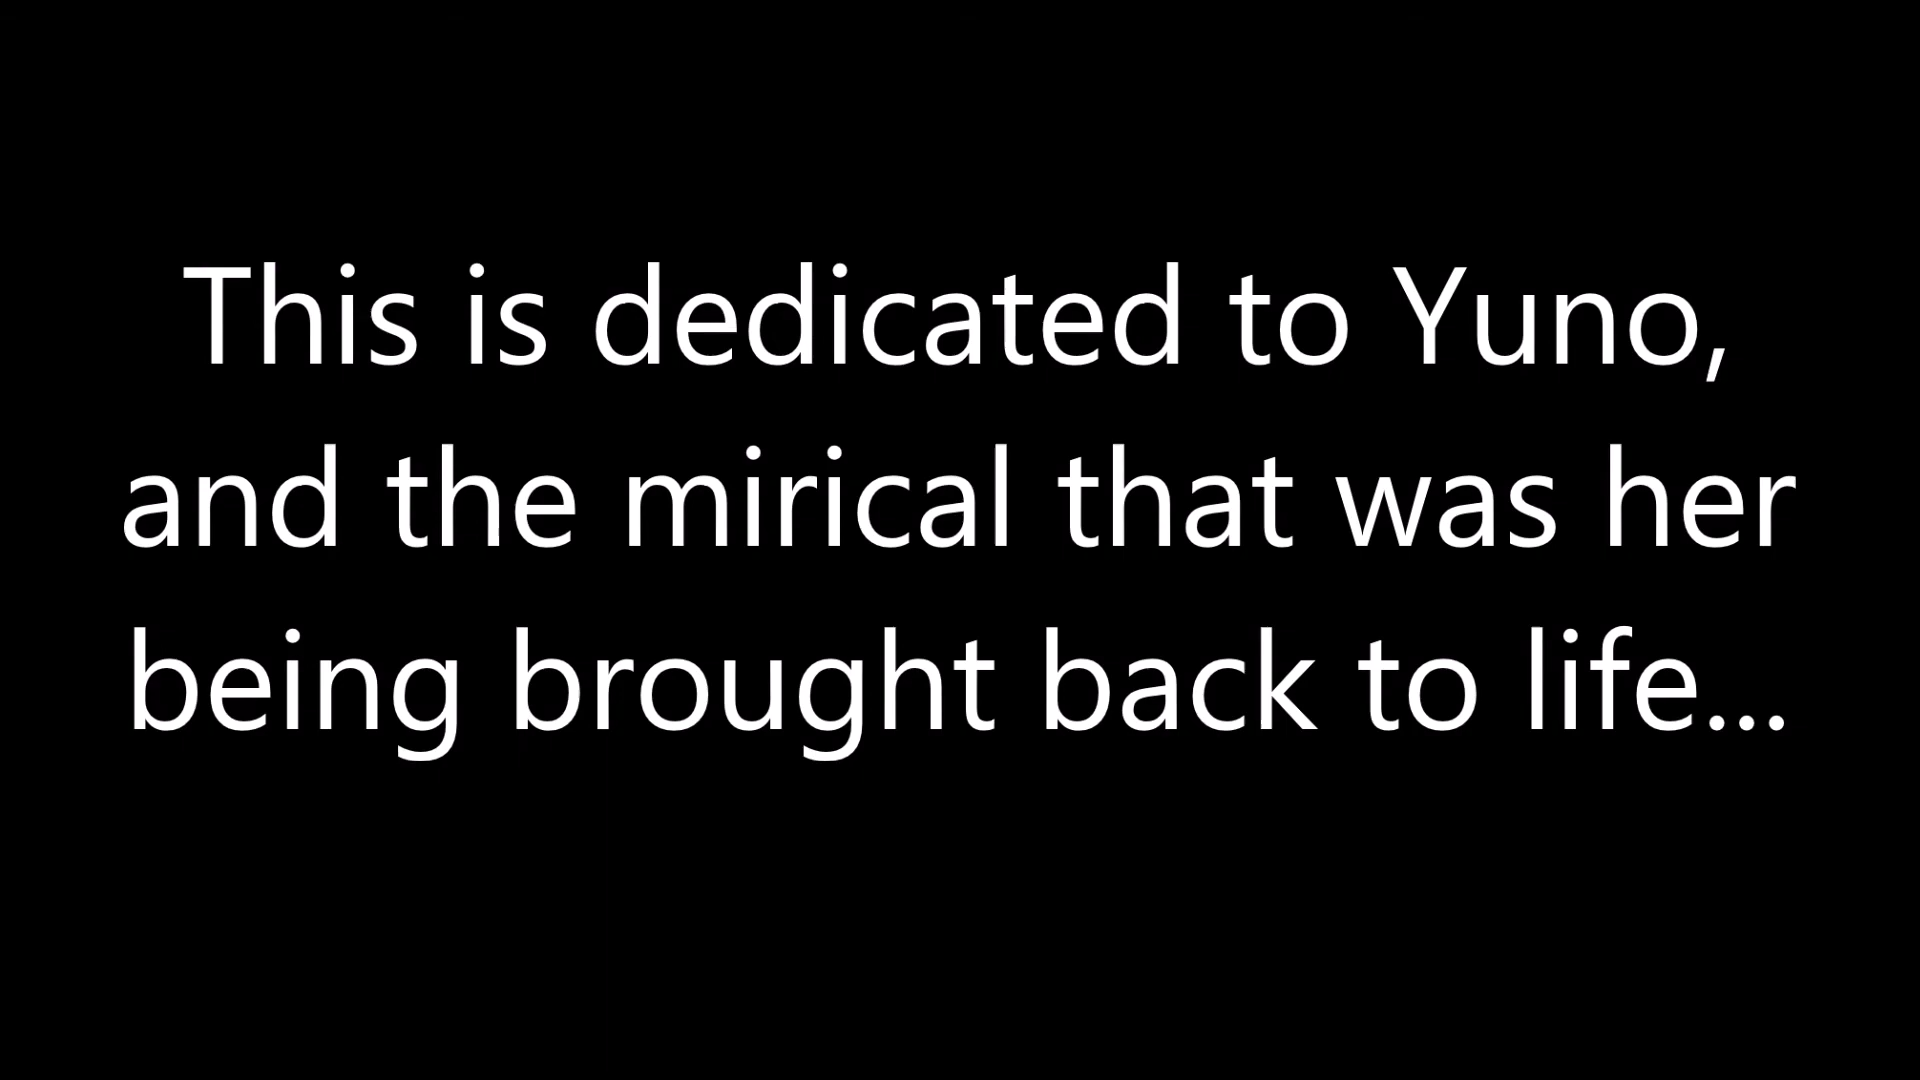 This is dedicated to Yuno,
and the mirical that was her
being brought back to life...